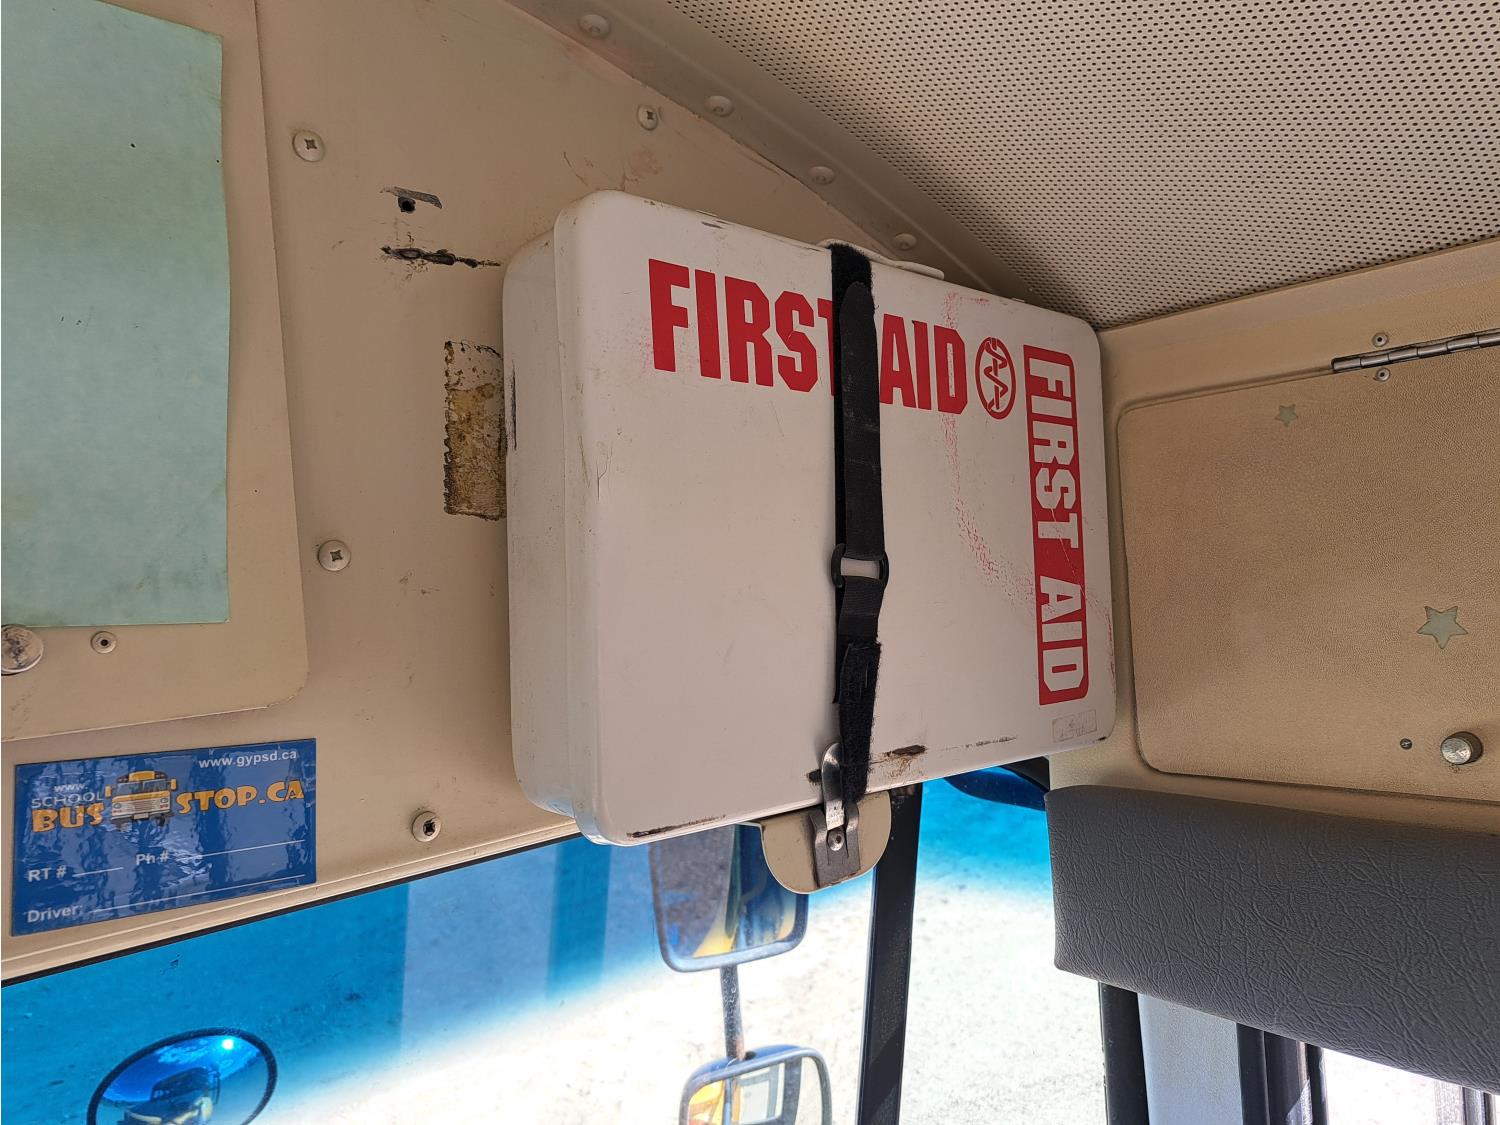 FIRST AID
FIRST AID
www.gypsd.ca
www.
SCHOOL
BUS STOP.CA
Ph #
RT #
Driver